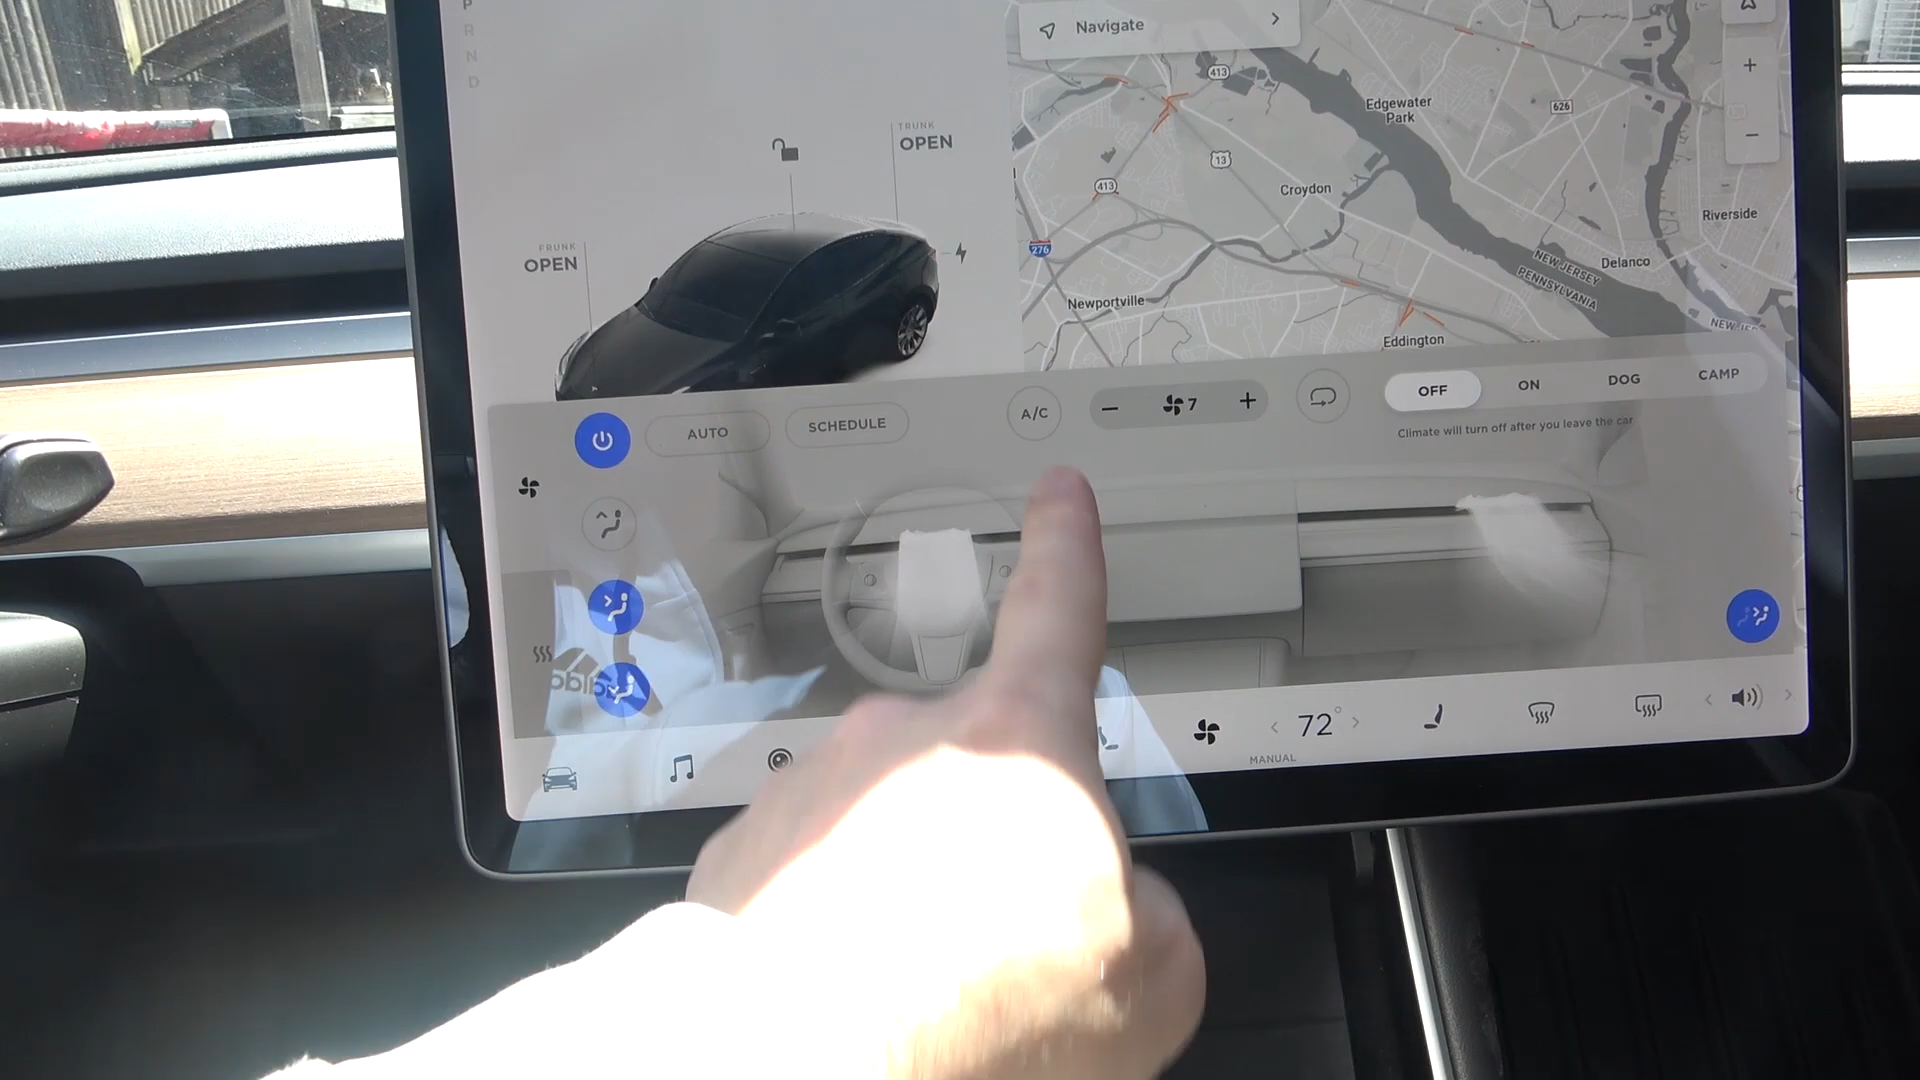 P
R
N
D
TRUNK
OPEN
FRUNK
OPEN
Navigate
413
Edgewater
Park
626
13
413
Croydon
Riverside
276
NEW JERSEY
PENNSYLVANIA
Delanco
Newportville
Eddington
AUTO
SCHEDULE
A/C
7
OFF
ON
DOG
CAMP
Climate will turn off after you leave the car
72°
MANUAL